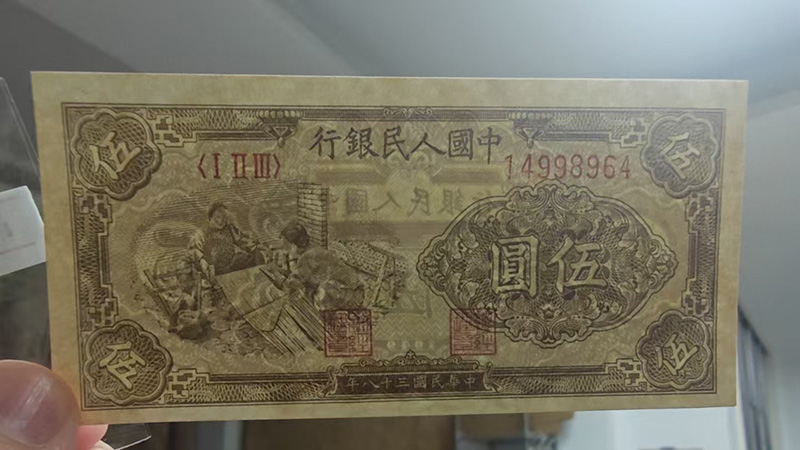 中國人民銀行
〈I II III〉
14998964
伍
伍
伍圓
伍
伍
中華民國三十八年